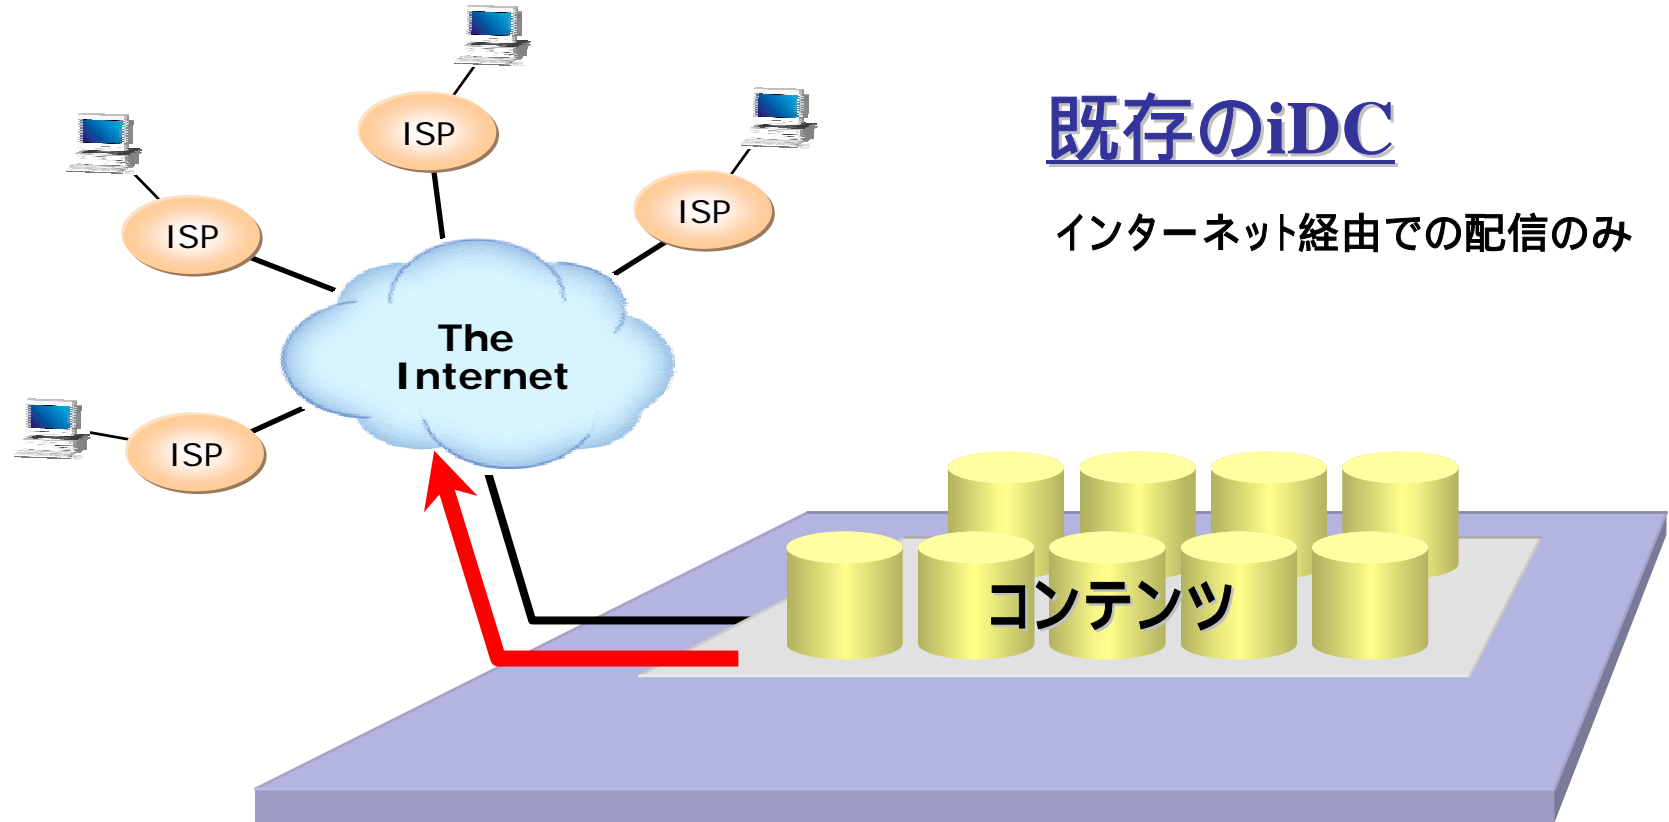 既存のiDC
インターネット経由での配信のみ
ISP
ISP
ISP
The
Internet
ISP
コンテンツ